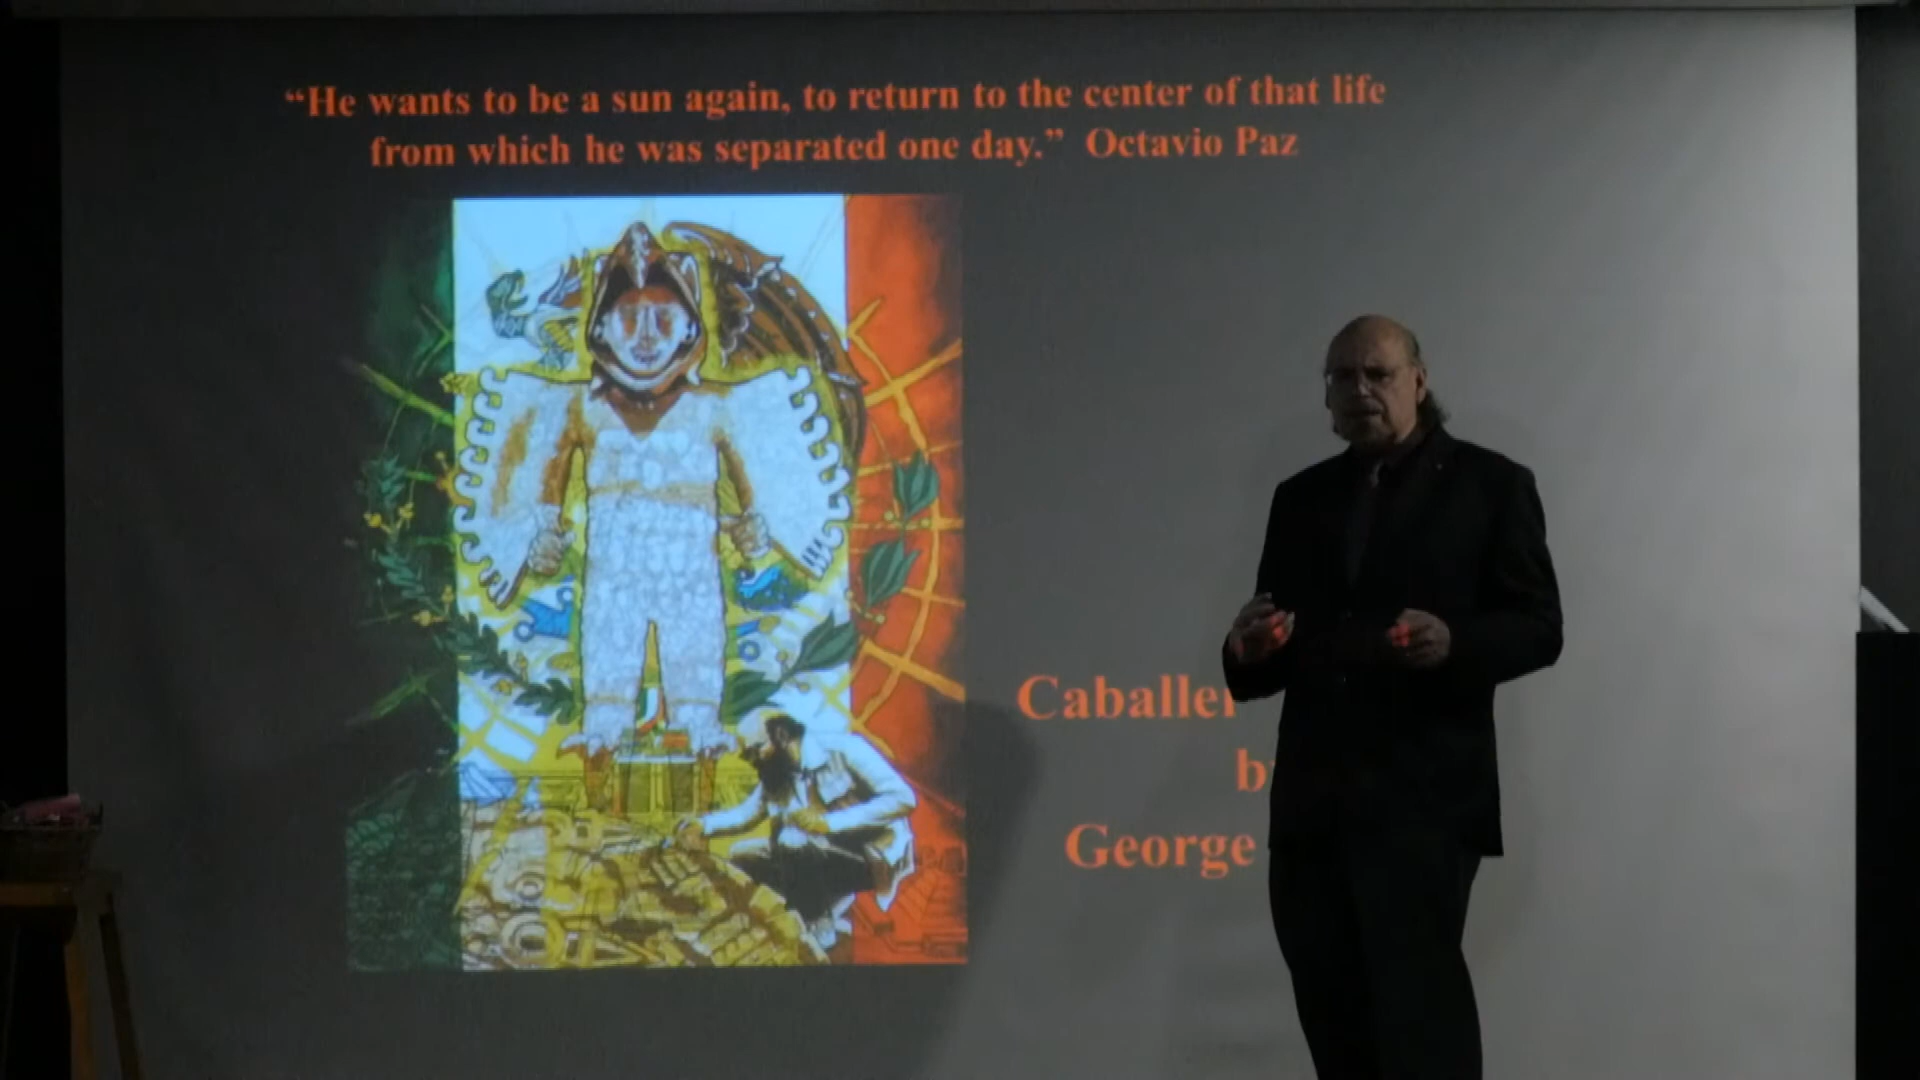 “He wants to be a sun again, to return to the center of that life
from which he was separated one day.” Octavio Paz
George